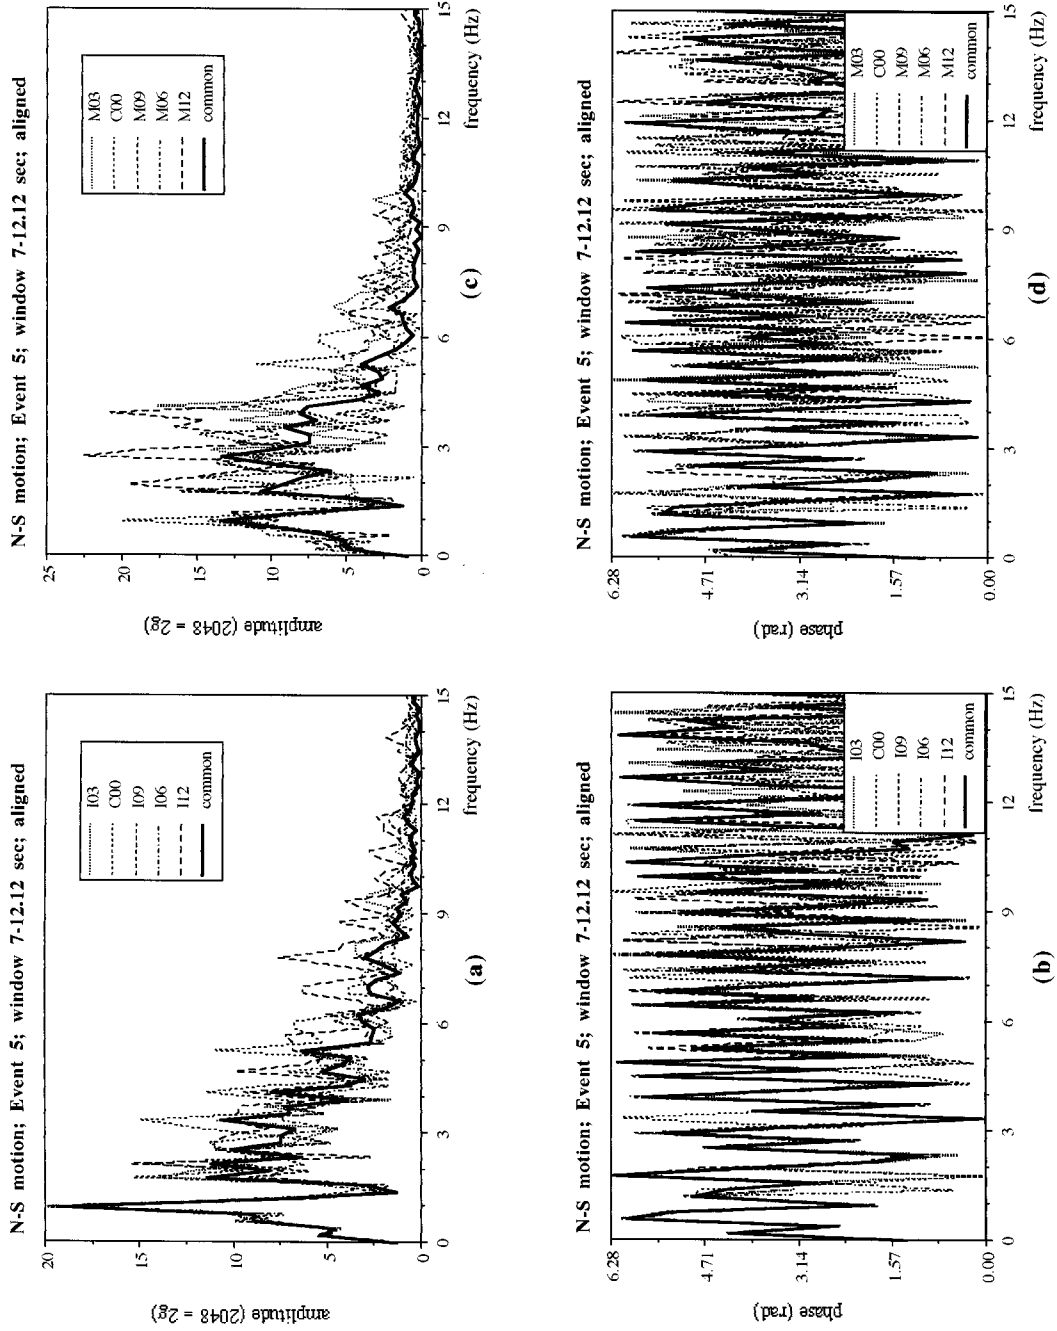 N-S motion; Event 5; window 7-12.12 sec; aligned
amplitude (2048 = 2g)
20
15
10
5
0
I03
C00
I09
I06
I12
common
0
3
6
9
12
15
frequency (Hz)
(a)
N-S motion; Event 5; window 7-12.12 sec; aligned
phase (rad)
6.28
4.71
3.14
1.57
0.00
I03
C00
I09
I06
I12
common
0
3
6
9
12
15
frequency (Hz)
(b)
N-S motion; Event 5; window 7-12.12 sec; aligned
amplitude (2048 = 2g)
25
20
15
10
5
0
M03
C00
M09
M06
M12
common
0
3
6
9
12
15
frequency (Hz)
(c)
N-S motion; Event 5; window 7-12.12 sec; aligned
phase (rad)
6.28
4.71
3.14
1.57
0.00
M03
C00
M09
M06
M12
common
0
3
6
9
12
15
frequency (Hz)
(d)